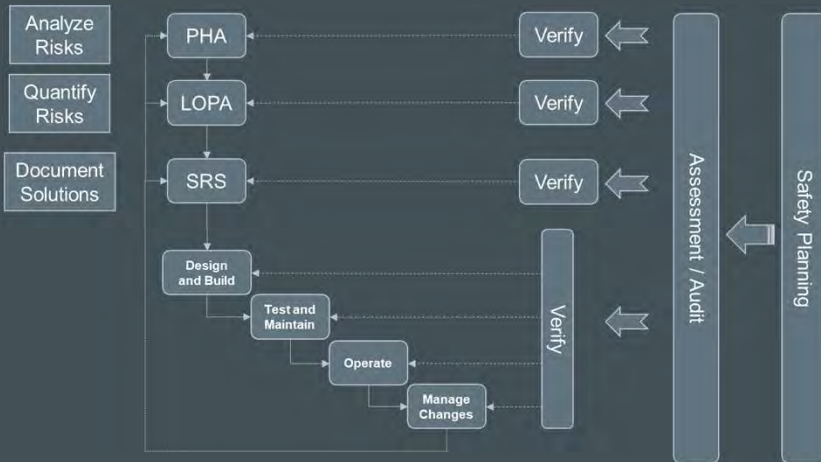 Analyze
Risks
PHA
Verify
Quantify
Risks
LOPA
Verify
Document
Solutions
SRS
Verify
Design
and Build
Test and
Maintain
Operate
Manage
Changes
Verify
Assessment / Audit
Safety Planning